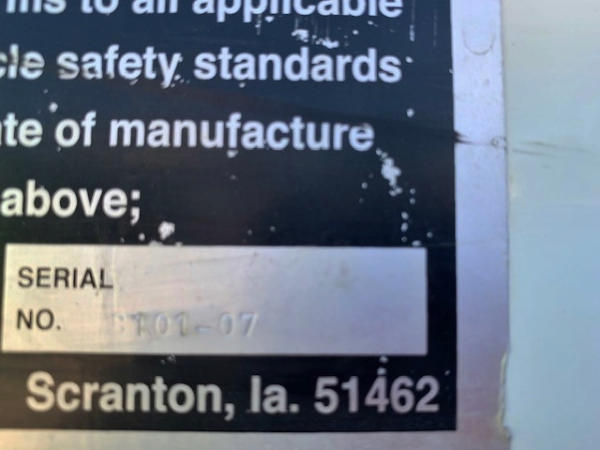 to all applicable
safety standards
of manufacture
above;
SERIAL
NO.
Scranton, Ia. 51462